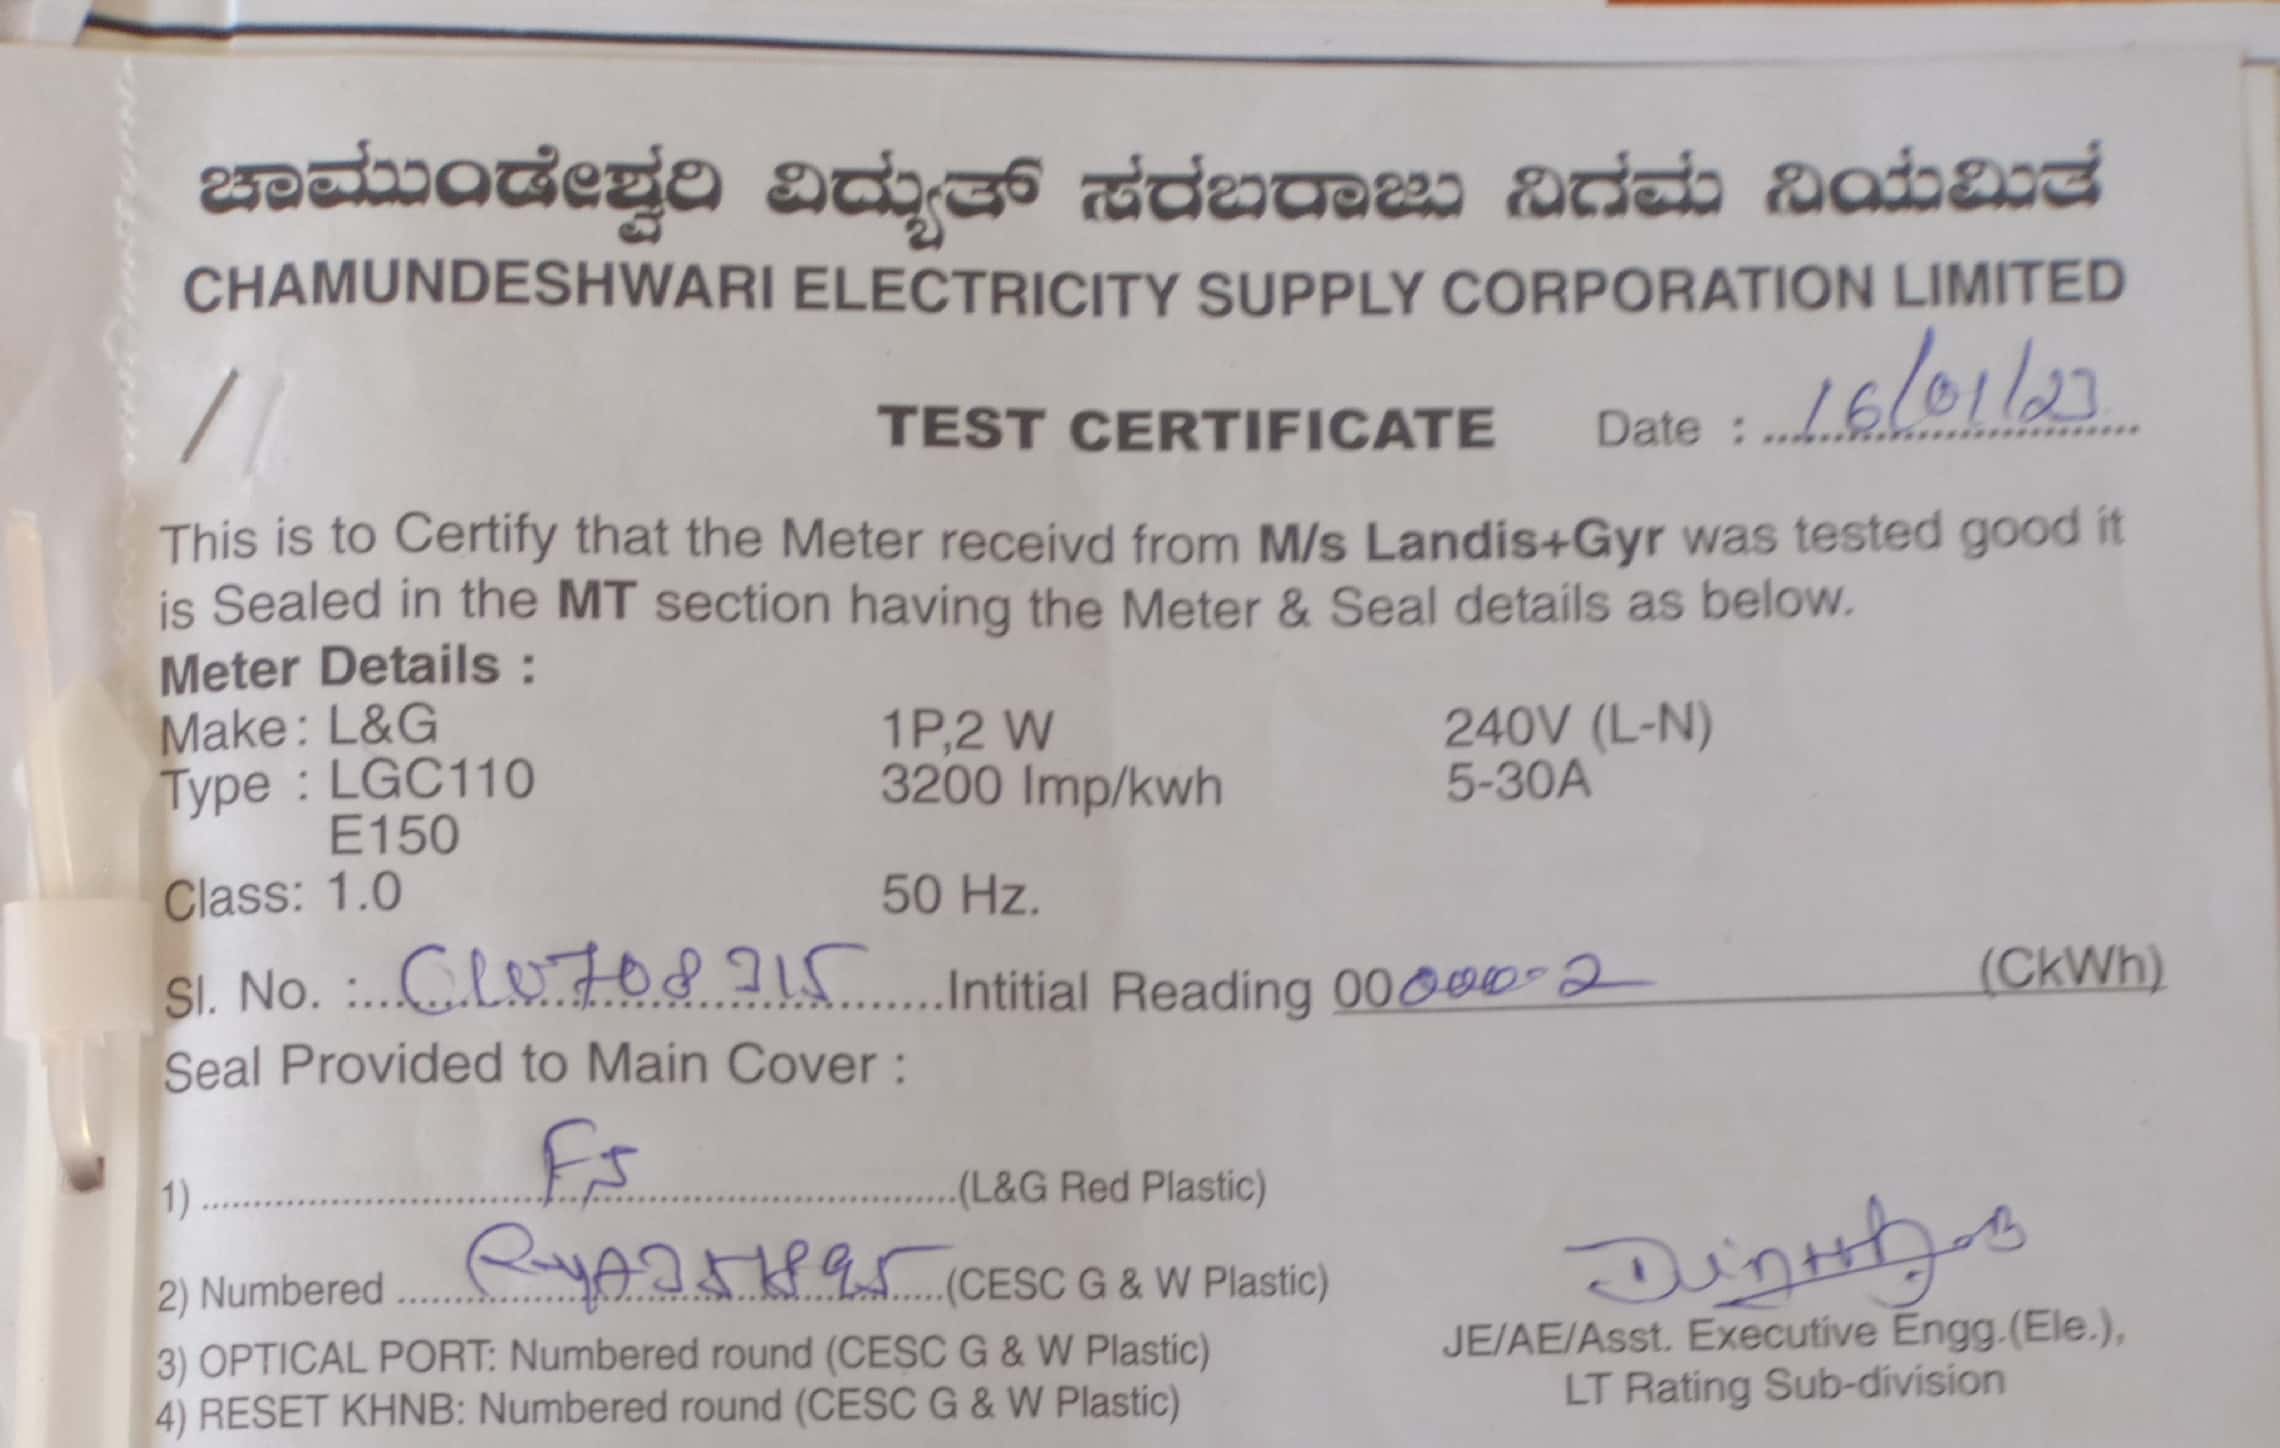 ಚಾಮುಂಡೇಶ್ವರಿ ವಿದ್ಯುತ್ ಸರಬರಾಜು ನಿಗಮ ನಿಯಮಿತ
CHAMUNDESHWARI ELECTRICITY SUPPLY CORPORATION LIMITED
TEST CERTIFICATE Date : 16/01/23
This is to Certify that the Meter receivd from M/s Landis+Gyr was tested good it
is Sealed in the MT section having the Meter & Seal details as below.
Meter Details :
Make : L&G 1P,2 W 240V (L-N)
Type : LGC110 3200 Imp/kwh 5-30A
E150
Class: 1.0 50 Hz.
Sl. No. : Intitial Reading 00000-2 (CkWh)
Seal Provided to Main Cover :
1) FS (L&G Red Plastic)
2) Numbered (CESC G & W Plastic)
3) OPTICAL PORT: Numbered round (CESC G & W Plastic)
JE/AE/Asst. Executive Engg.(Ele.),
4) RESET KHNB: Numbered round (CESC G & W Plastic)
LT Rating Sub-division